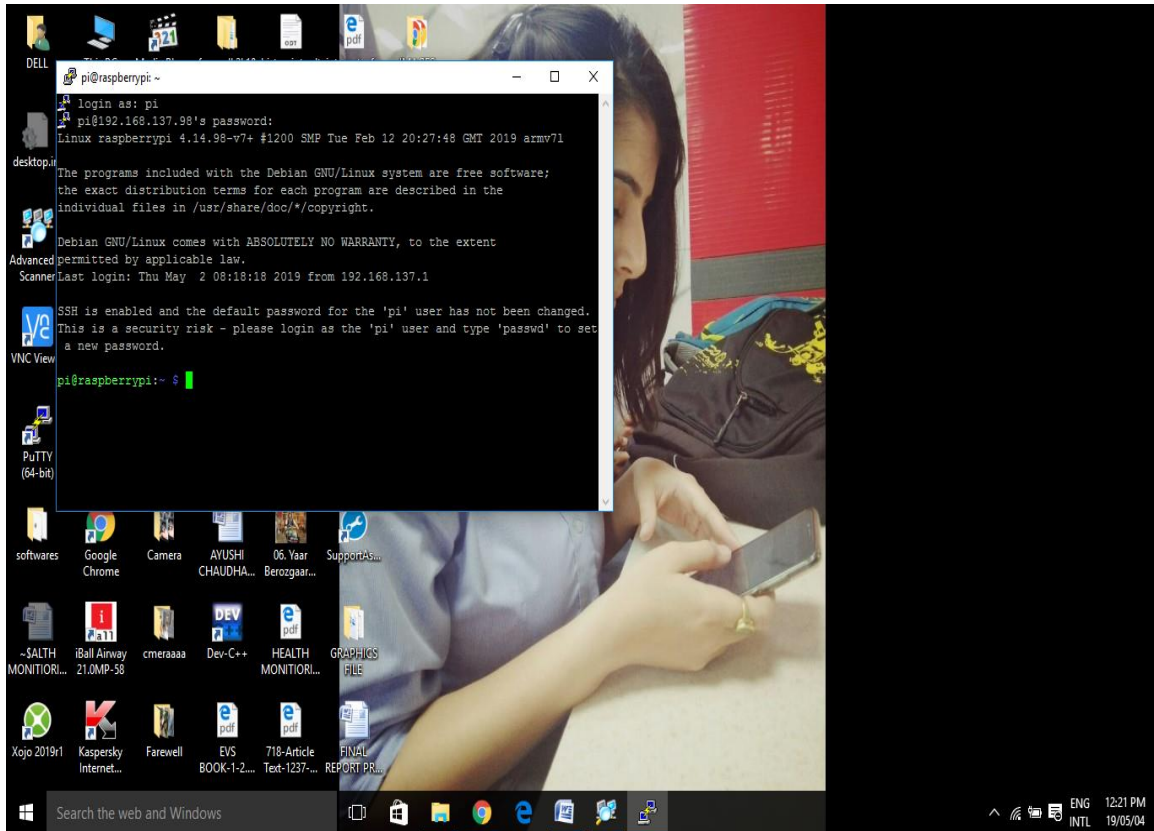 DELL
pi@raspberrypi: ~
login as: pi
pi@192.168.137.98's password:
Linux raspberrypi 4.14.98-v7+ #1200 SMP Tue Feb 12 20:27:48 GMT 2019 armv7l
The programs included with the Debian GNU/Linux system are free software;
the exact distribution terms for each program are described in the
individual files in /usr/share/doc/*/copyright.
Debian GNU/Linux comes with ABSOLUTELY NO WARRANTY, to the extent
permitted by applicable law.
Last login: Thu May  2 08:18:18 2019 from 192.168.137.1
SSH is enabled and the default password for the 'pi' user has not been changed.
This is a security risk - please login as the 'pi' user and type 'passwd' to set
a new password.
pi@raspberrypi:~ $
desktop.in
Advanced
Scanner
VNC View
PuTTY
(64-bit)
softwares
Google
Chrome
Camera
AYUSHI
CHAUDHA...
06. Yaar
Berozgaar...
SupportAs...
~$ALTH
MONITIORI...
iBall Airway
21.0MP-58
cmeraaaa
Dev-C++
HEALTH
MONITIORI...
GRAPHICS
FILE
Xojo 2019r1
Kaspersky
Internet...
Farewell
EVS
BOOK-1-2....
718-Article
Text-1237-...
FINAL
REPORT PR...
Search the web and Windows
ENG
INTL
12:21 PM
19/05/04